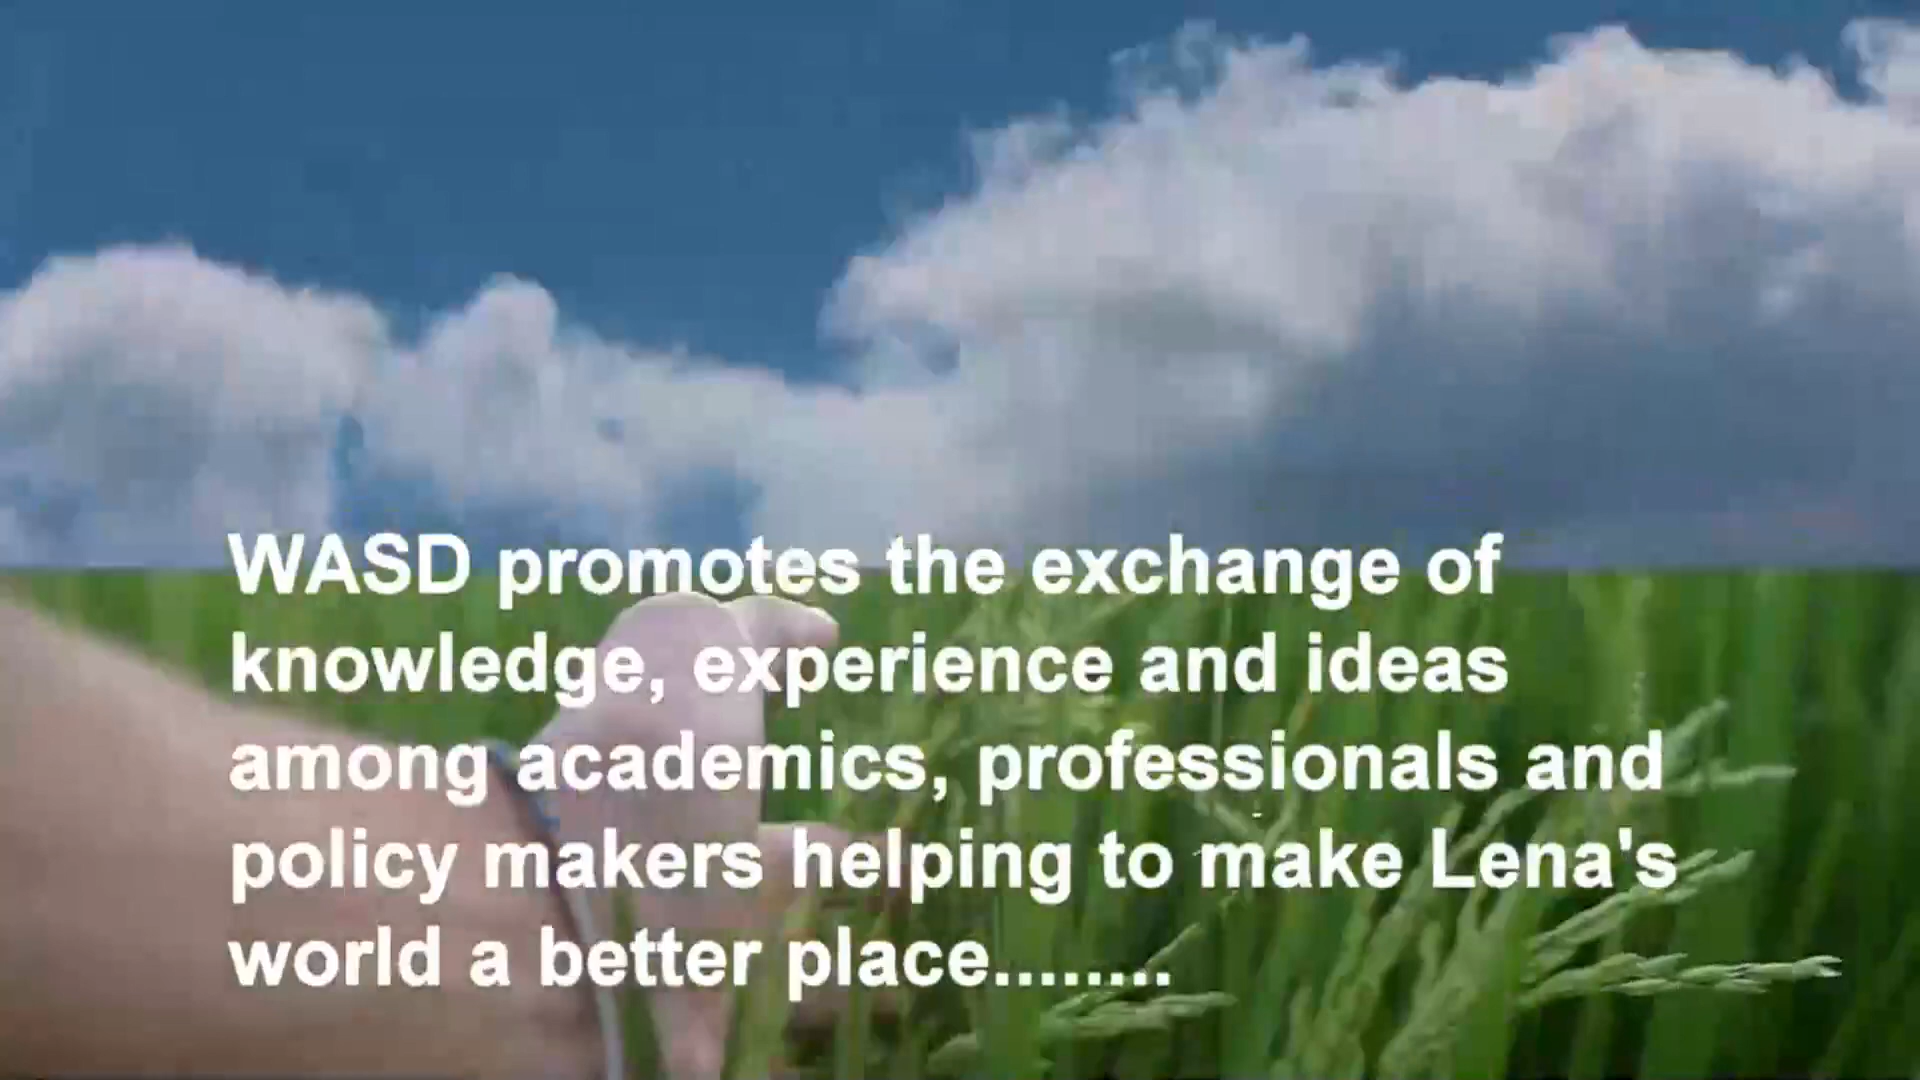 WASD promotes the exchange of
knowledge, experience and ideas
among academics, professionals and
policy makers helping to make Lena's
world a better place........